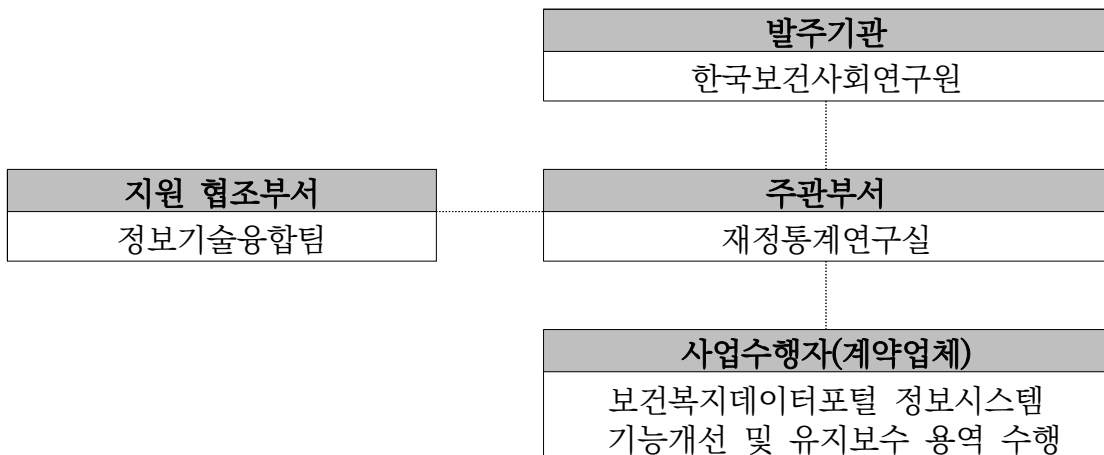 발주기관
한국보건사회연구원
지원 협조부서
정보기술융합팀
주관부서
재정통계연구실
사업수행자(계약업체)
보건복지데이터포털 정보시스템
기능개선 및 유지보수 용역 수행